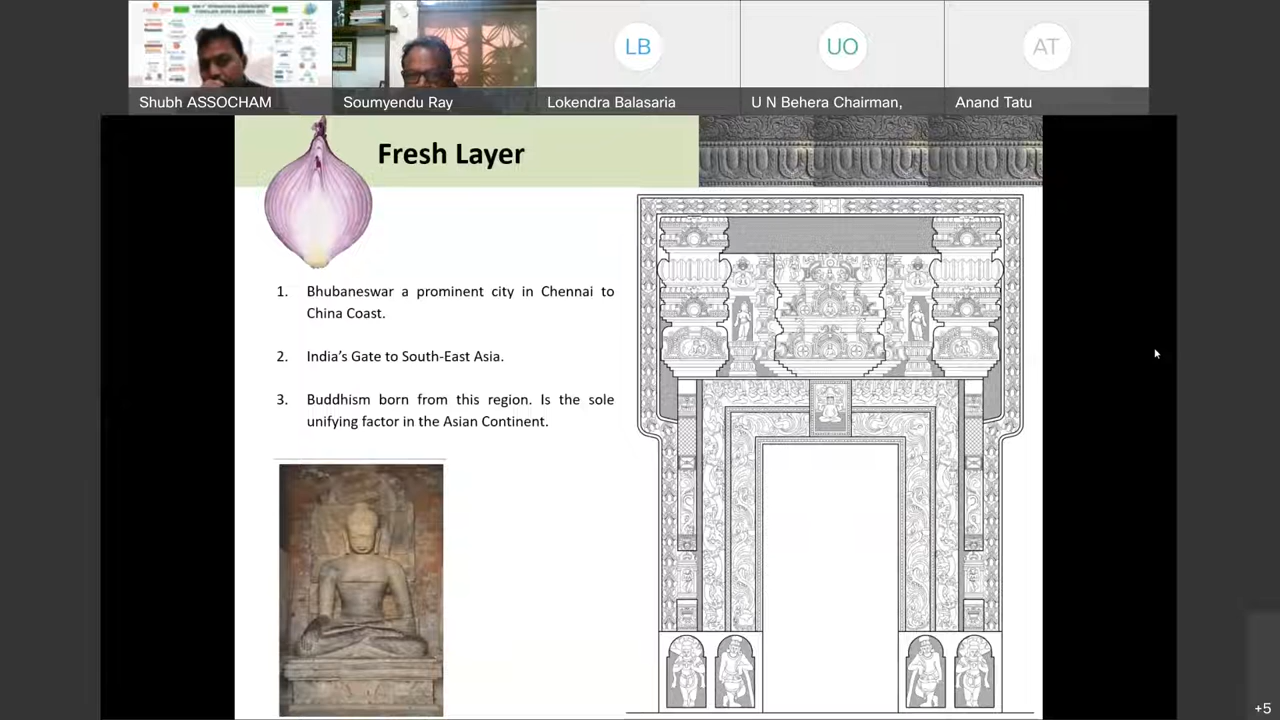 LB
UO
AT
Shubh ASSOCHAM
Soumyendu Ray
Lokendra Balasaria
U N Behera Chairman,
Anand Tatu
Fresh Layer
1. Bhubaneswar a prominent city in Chennai to
China Coast.
2. India's Gate to South-East Asia.
3. Buddhism born from this region. Is the sole
unifying factor in the Asian Continent.
+5